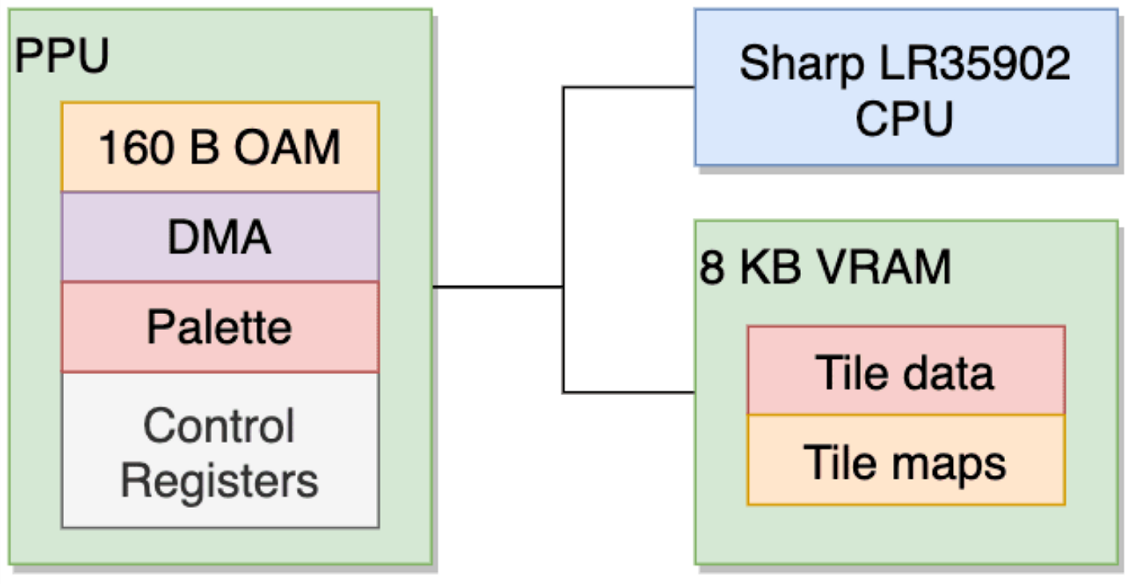 PPU
160 B OAM
DMA
Palette
Control
Registers
Sharp LR35902
CPU
8 KB VRAM
Tile data
Tile maps